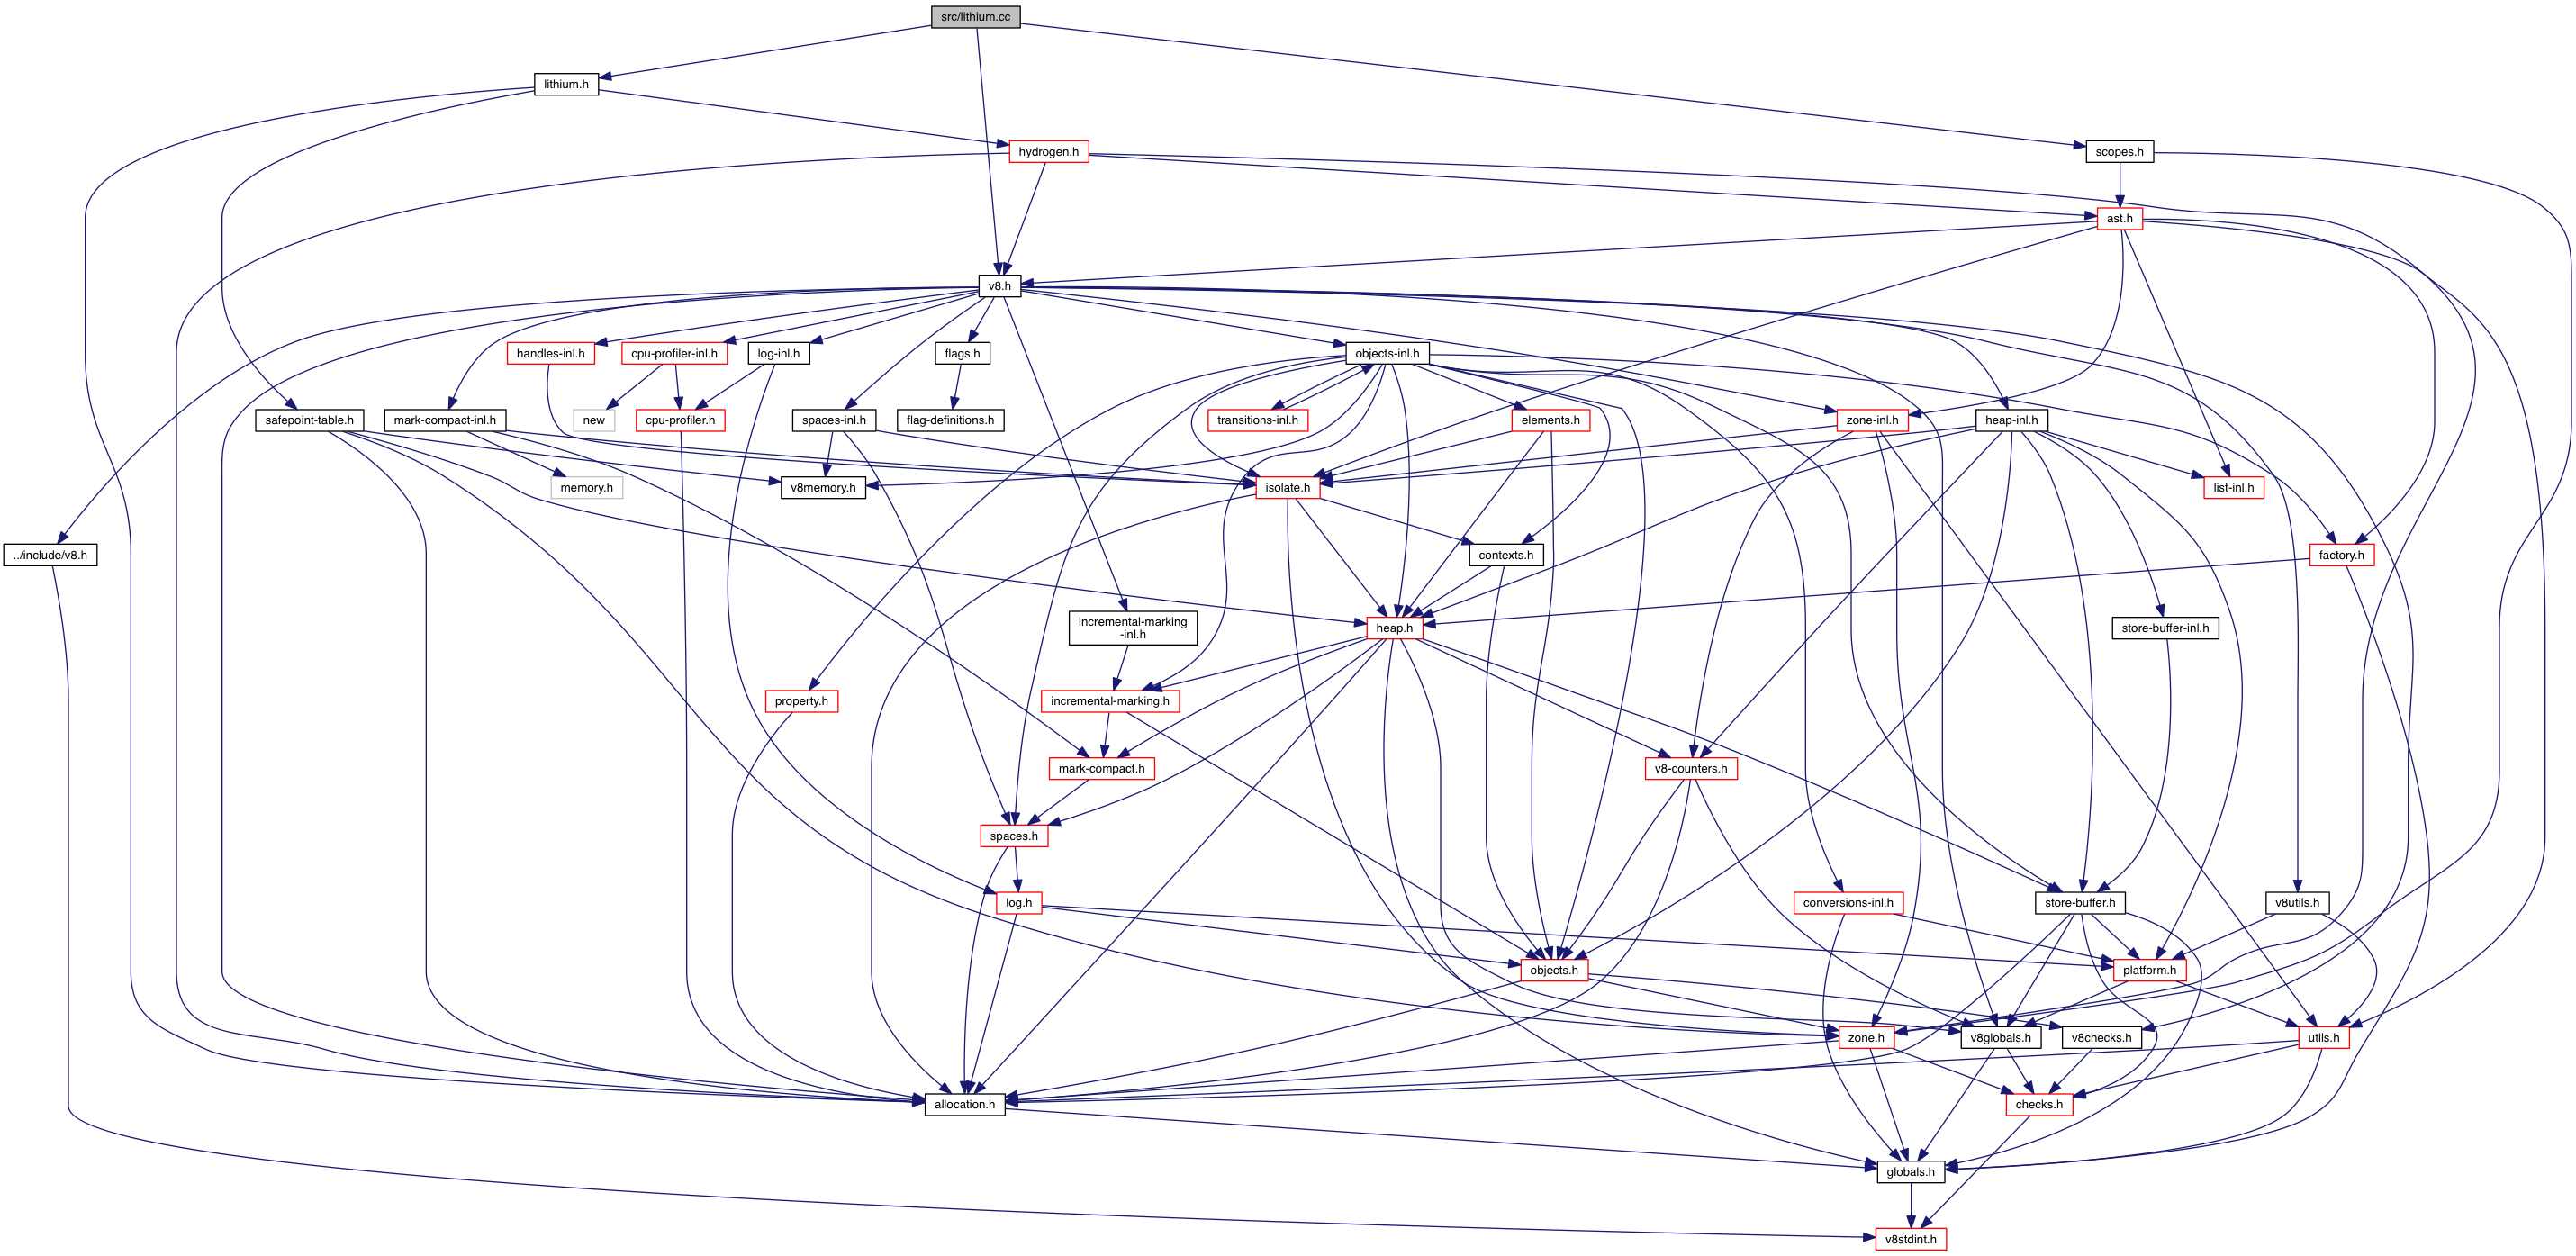 src/lithium.cc
lithium.h
hydrogen.h
scopes.h
ast.h
v8.h
handles-inl.h
cpu-profiler-inl.h
log-inl.h
flags.h
objects-inl.h
safepoint-table.h
mark-compact-inl.h
new
cpu-profiler.h
spaces-inl.h
flag-definitions.h
transitions-inl.h
elements.h
zone-inl.h
heap-inl.h
memory.h
v8memory.h
isolate.h
list-inl.h
../include/v8.h
contexts.h
factory.h
incremental-marking
-inl.h
heap.h
store-buffer-inl.h
property.h
incremental-marking.h
mark-compact.h
v8-counters.h
spaces.h
log.h
conversions-inl.h
store-buffer.h
v8utils.h
objects.h
platform.h
zone.h
v8globals.h
v8checks.h
utils.h
allocation.h
checks.h
globals.h
v8stdint.h